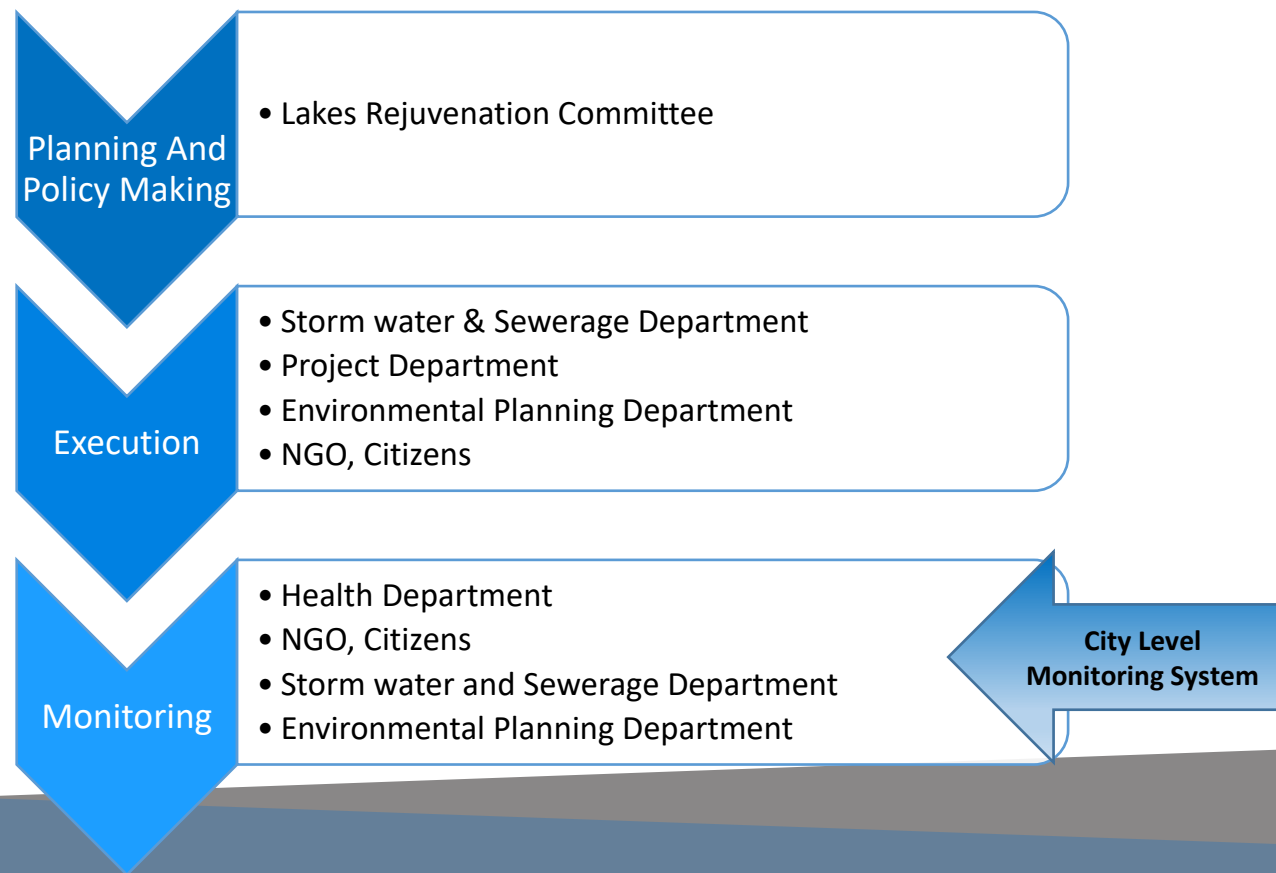 Planning And
Policy Making
• Lakes Rejuvenation Committee
Execution
• Storm water & Sewerage Department
• Project Department
• Environmental Planning Department
• NGO, Citizens
Monitoring
• Health Department
• NGO, Citizens
• Storm water and Sewerage Department
• Environmental Planning Department
City Level
Monitoring System